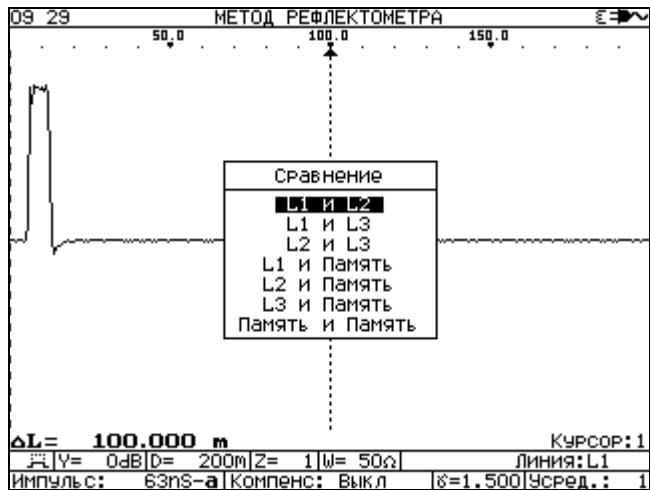 09 29 МЕТОД РЕФЛЕКТОМЕТРА
50.0 100.0 150.0
Сравнение
L1 и L2
L1 и L3
L2 и L3
L1 и Память
L2 и Память
L3 и Память
Память и Память
ΔL= 100.000 m Курсор:1
Y= 0dB D= 200m Z= 1 W= 50Ω Линия:L1
Импульс: 63nS-a Компенс: Выкл γ=1.500 Усред.: 1